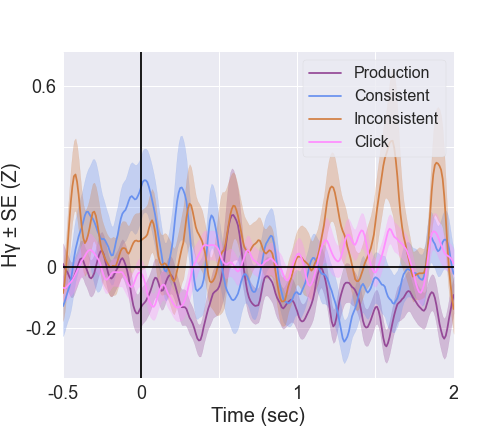 Production
Consistent
Inconsistent
Click
Hγ ± SE (Z)
0.6
0
-0.2
-0.5
0
1
2
Time (sec)